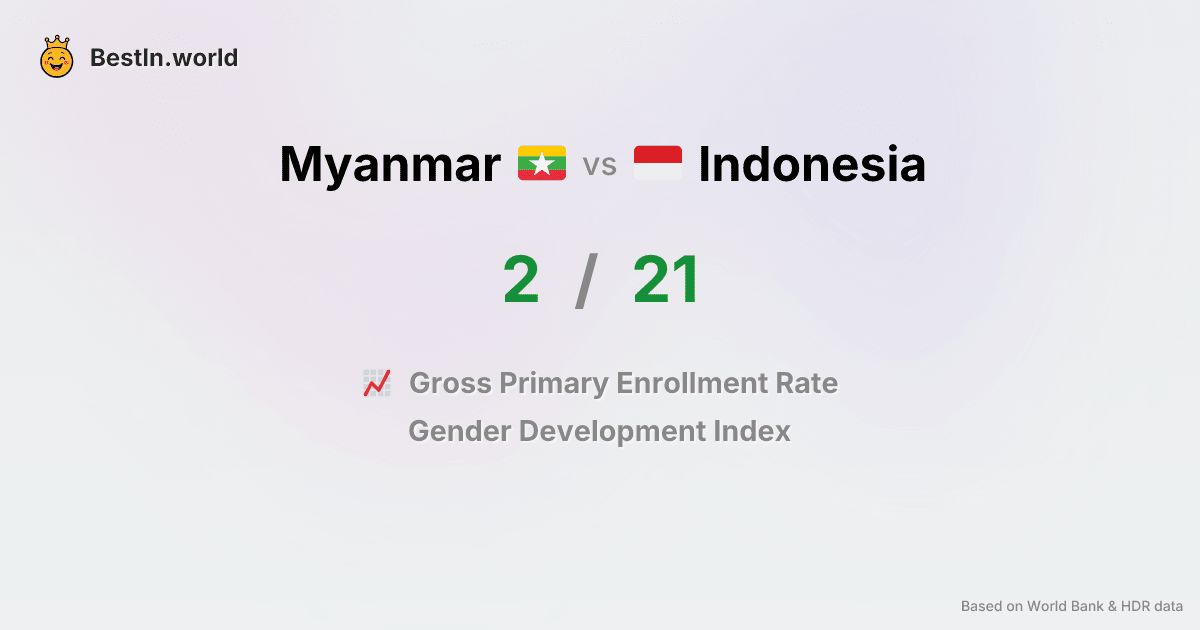 BestIn.world
Myanmar vs Indonesia
2 / 21
Gross Primary Enrollment Rate
Gender Development Index
Based on World Bank & HDR data